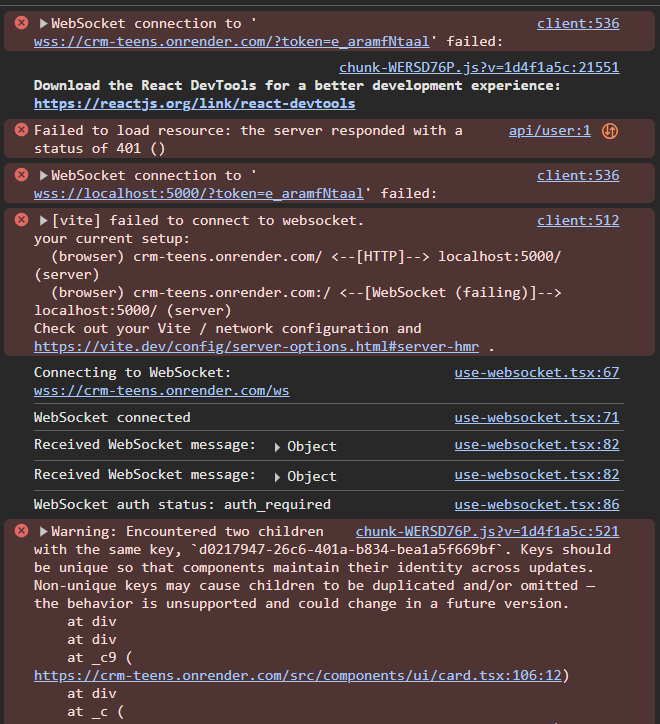 WebSocket connection to '
client:536
wss://crm-teens.onrender.com/?token=e_aramfNtaal' failed:
chunk-WERSD76P.js?v=1d4f1a5c:21551
Download the React DevTools for a better development experience:
https://reactjs.org/link/react-devtools
Failed to load resource: the server responded with a
api/user:1
status of 401 ()
WebSocket connection to '
client:536
wss://localhost:5000/?token=e_aramfNtaal' failed:
[vite] failed to connect to websocket.
client:512
your current setup:
(browser) crm-teens.onrender.com/ <--[HTTP]--> localhost:5000/
(server)
(browser) crm-teens.onrender.com:/ <--[WebSocket (failing)]-->
localhost:5000/ (server)
Check out your Vite / network configuration and
https://vite.dev/config/server-options.html#server-hmr .
Connecting to WebSocket:
use-websocket.tsx:67
wss://crm-teens.onrender.com/ws
WebSocket connected
use-websocket.tsx:71
Received WebSocket message: Object
use-websocket.tsx:82
Received WebSocket message: Object
use-websocket.tsx:82
WebSocket auth status: auth_required
use-websocket.tsx:86
Warning: Encountered two children
chunk-WERSD76P.js?v=1d4f1a5c:521
with the same key, `d0217947-26c6-401a-b834-bea1a5f669bf`. Keys should
be unique so that components maintain their identity across updates.
Non-unique keys may cause children to be duplicated and/or omitted —
the behavior is unsupported and could change in a future version.
at div
at div
at _c9 (
https://crm-teens.onrender.com/src/components/ui/card.tsx:106:12)
at div
at _c (